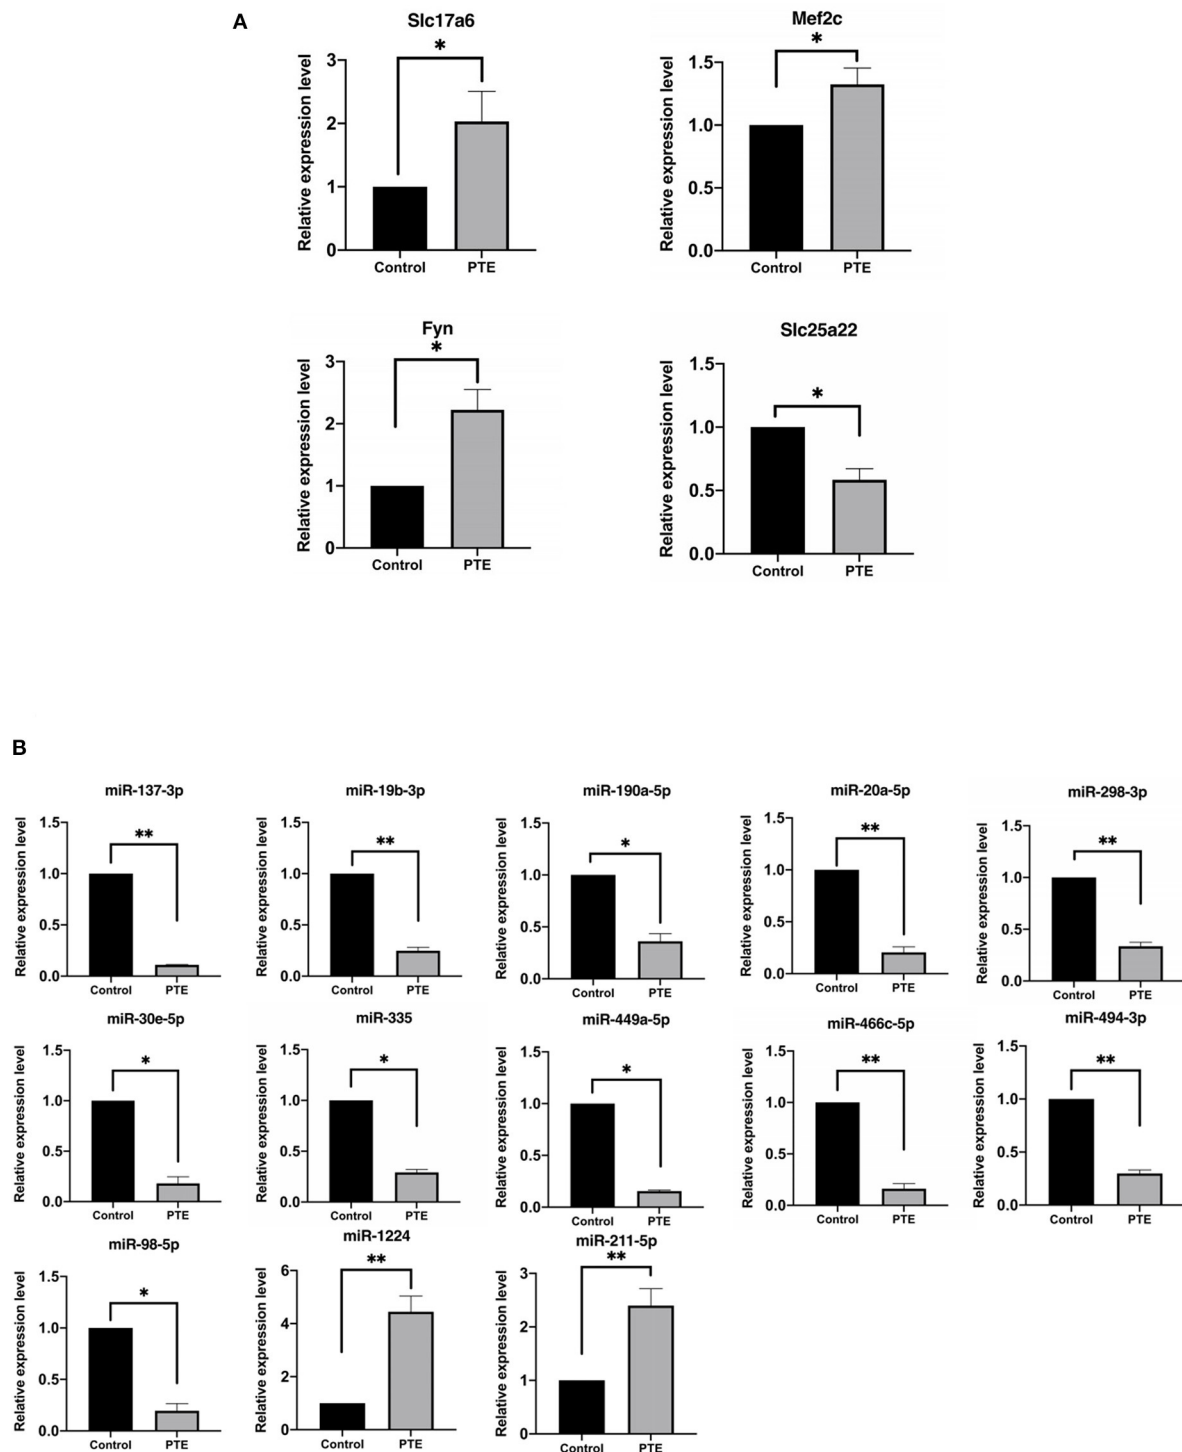 A
Slc17a6
*
Relative expression level
3
2
1
0
Control PTE
Mef2c
*
Relative expression level
1.5
1.0
0.5
0.0
Control PTE
Fyn
*
Relative expression level
3
2
1
0
Control PTE
Slc25a22
*
Relative expression level
1.5
1.0
0.5
0.0
Control PTE
B
miR-137-3p
**
Relative expression level
1.5
1.0
0.5
0.0
Control PTE
miR-19b-3p
**
Relative expression level
1.5
1.0
0.5
0.0
Control PTE
miR-190a-5p
*
Relative expression level
1.5
1.0
0.5
0.0
Control PTE
miR-20a-5p
**
Relative expression level
1.5
1.0
0.5
0.0
Control PTE
miR-298-3p
**
Relative expression level
1.5
1.0
0.5
0.0
Control PTE
miR-30e-5p
*
Relative expression level
1.5
1.0
0.5
0.0
Control PTE
miR-335
*
Relative expression level
1.5
1.0
0.5
0.0
Control PTE
miR-449a-5p
*
Relative expression level
1.5
1.0
0.5
0.0
Control PTE
miR-466c-5p
**
Relative expression level
1.5
1.0
0.5
0.0
Control PTE
miR-494-3p
**
Relative expression level
1.5
1.0
0.5
0.0
Control PTE
miR-98-5p
*
Relative expression level
1.5
1.0
0.5
0.0
Control PTE
miR-1224
**
Relative expression level
6
4
2
0
Control PTE
miR-211-5p
**
Relative expression level
3
2
1
0
Control PTE